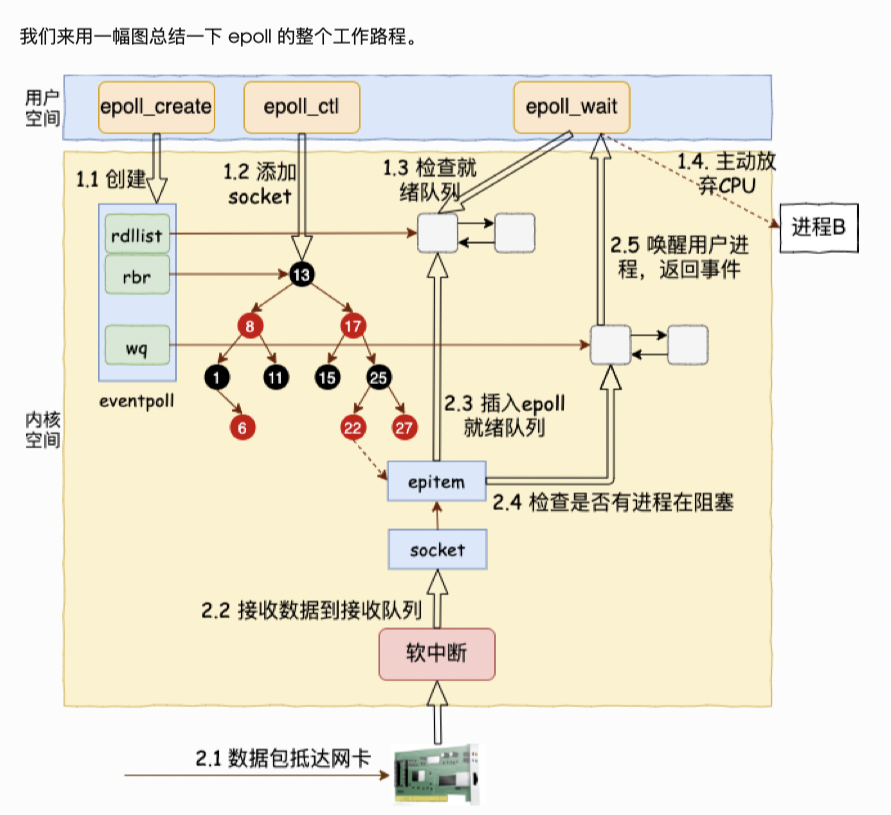 我们来用一幅图总结一下 epoll 的整个工作路程。
用户
空间
epoll_create
epoll_ctl
epoll_wait
1.1 创建
1.2 添加
socket
1.3 检查就
绪队列
1.4. 主动放
弃CPU
进程B
rdllist
rbr
wq
eventpoll
13
8
17
1
11
15
25
6
22
27
2.5 唤醒用户进
程，返回事件
内核
空间
2.3 插入epoll
就绪队列
epitem
2.4 检查是否有进程在阻塞
socket
2.2 接收数据到接收队列
软中断
2.1 数据包抵达网卡